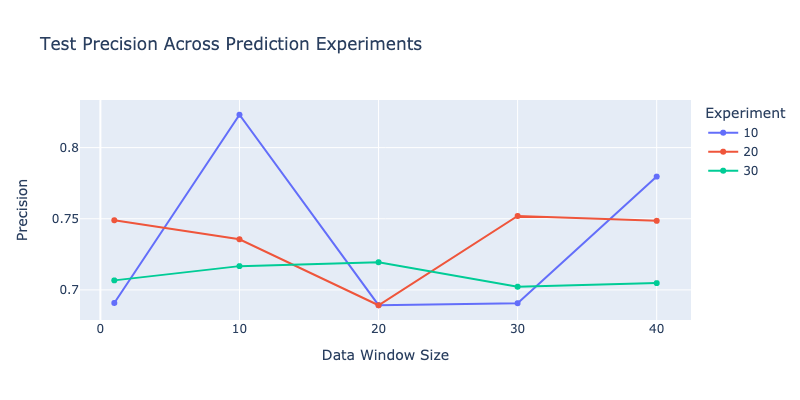 Test Precision Across Prediction Experiments
Experiment
10
20
30
Precision
0.8
0.75
0.7
0 10 20 30 40
Data Window Size